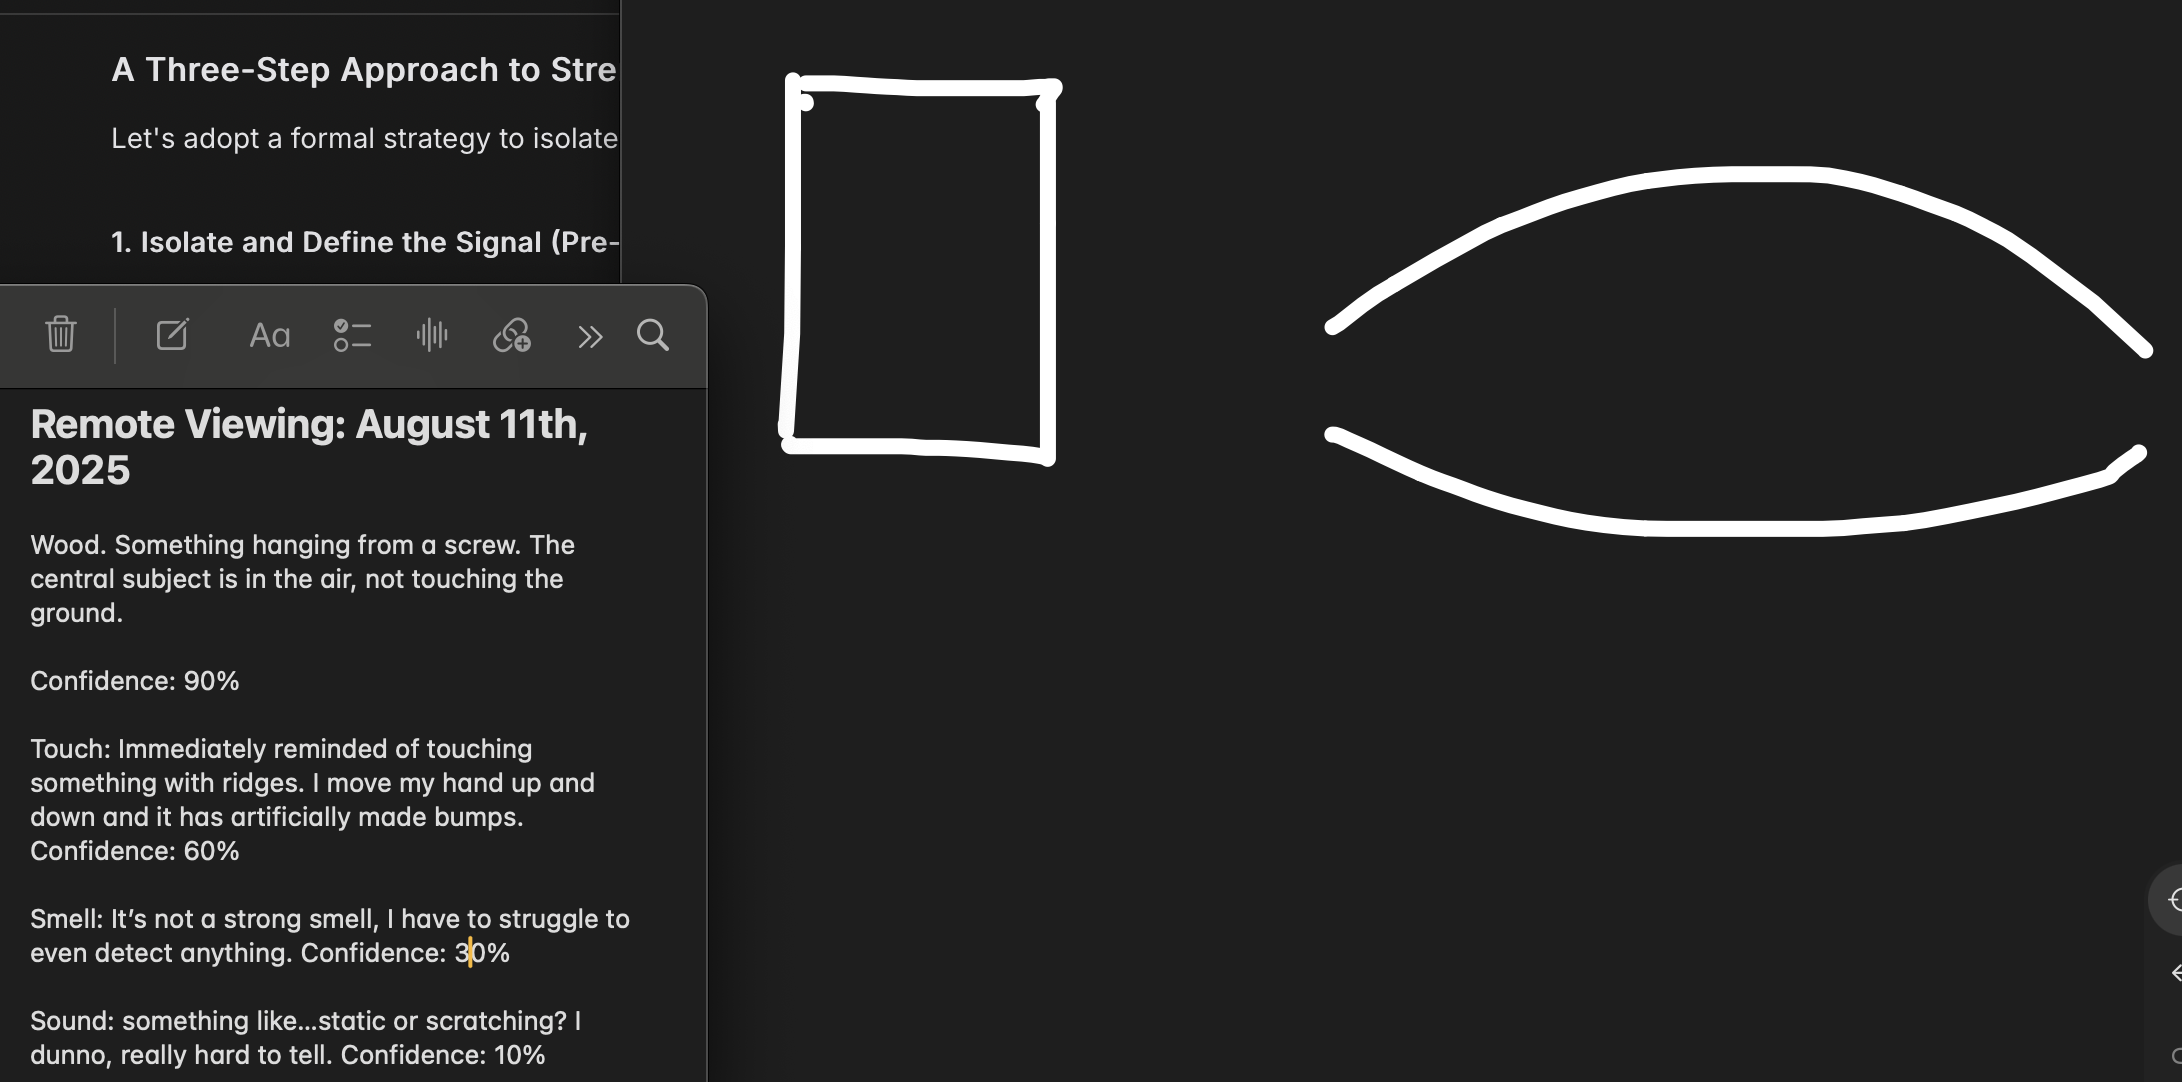 A Three-Step Approach to Stre
Let's adopt a formal strategy to isolate
1. Isolate and Define the Signal (Pre-
Aa
Remote Viewing: August 11th,
2025
Wood. Something hanging from a screw. The
central subject is in the air, not touching the
ground.
Confidence: 90%
Touch: Immediately reminded of touching
something with ridges. I move my hand up and
down and it has artificially made bumps.
Confidence: 60%
Smell: It’s not a strong smell, I have to struggle to
even detect anything. Confidence: 30%
Sound: something like...static or scratching? I
dunno, really hard to tell. Confidence: 10%